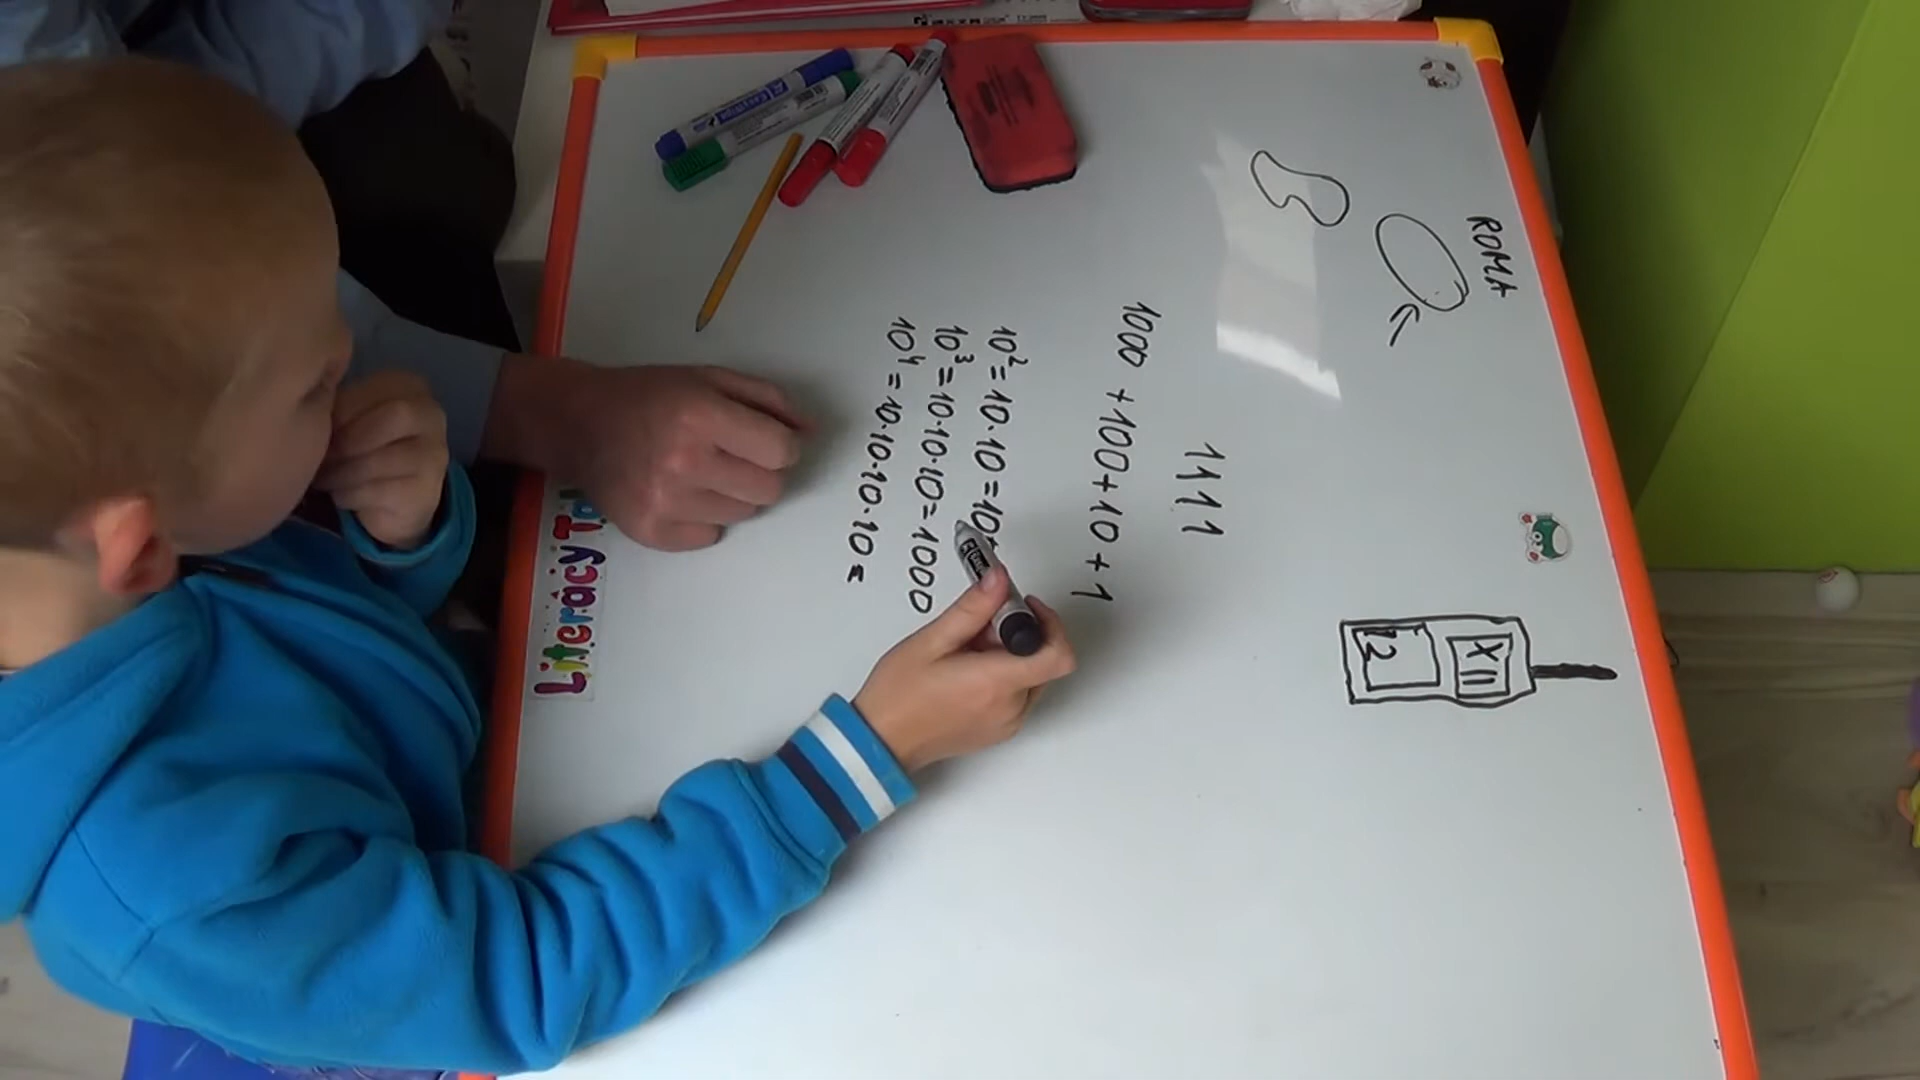 ROMA
XII
12
1111
1000 +100+10+1
10² = 10·10 = 100
10³ = 10·10·10 = 1000
10⁴ = 10·10·10·10 =
Literacy